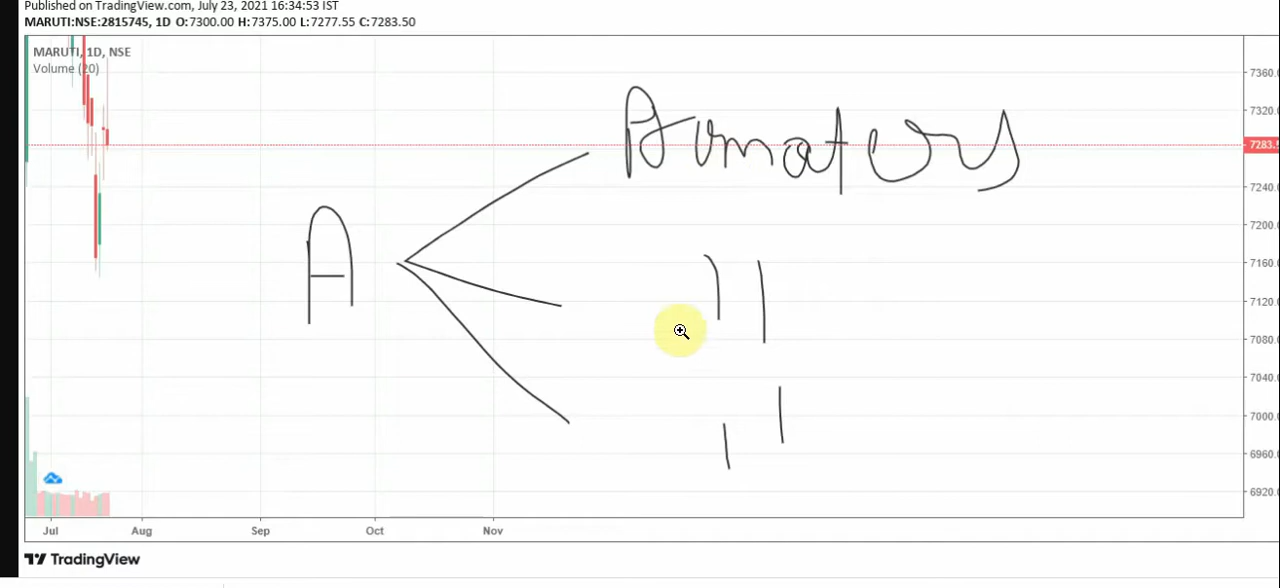 Published on TradingView.com, July 23, 2021 16:34:53 IST
MARUTI:NSE:2815745, 1D O:7300.00 H:7375.00 L:7277.55 C:7283.50
MARUTI, 1D, NSE
Volume (20)
7360.0
7320.0
7283.5
7240.0
7200.0
7160.0
7120.0
7080.0
7040.0
7000.0
6960.0
6920.0
A
Promotors
11
11
Jul Aug Sep Oct Nov
TradingView